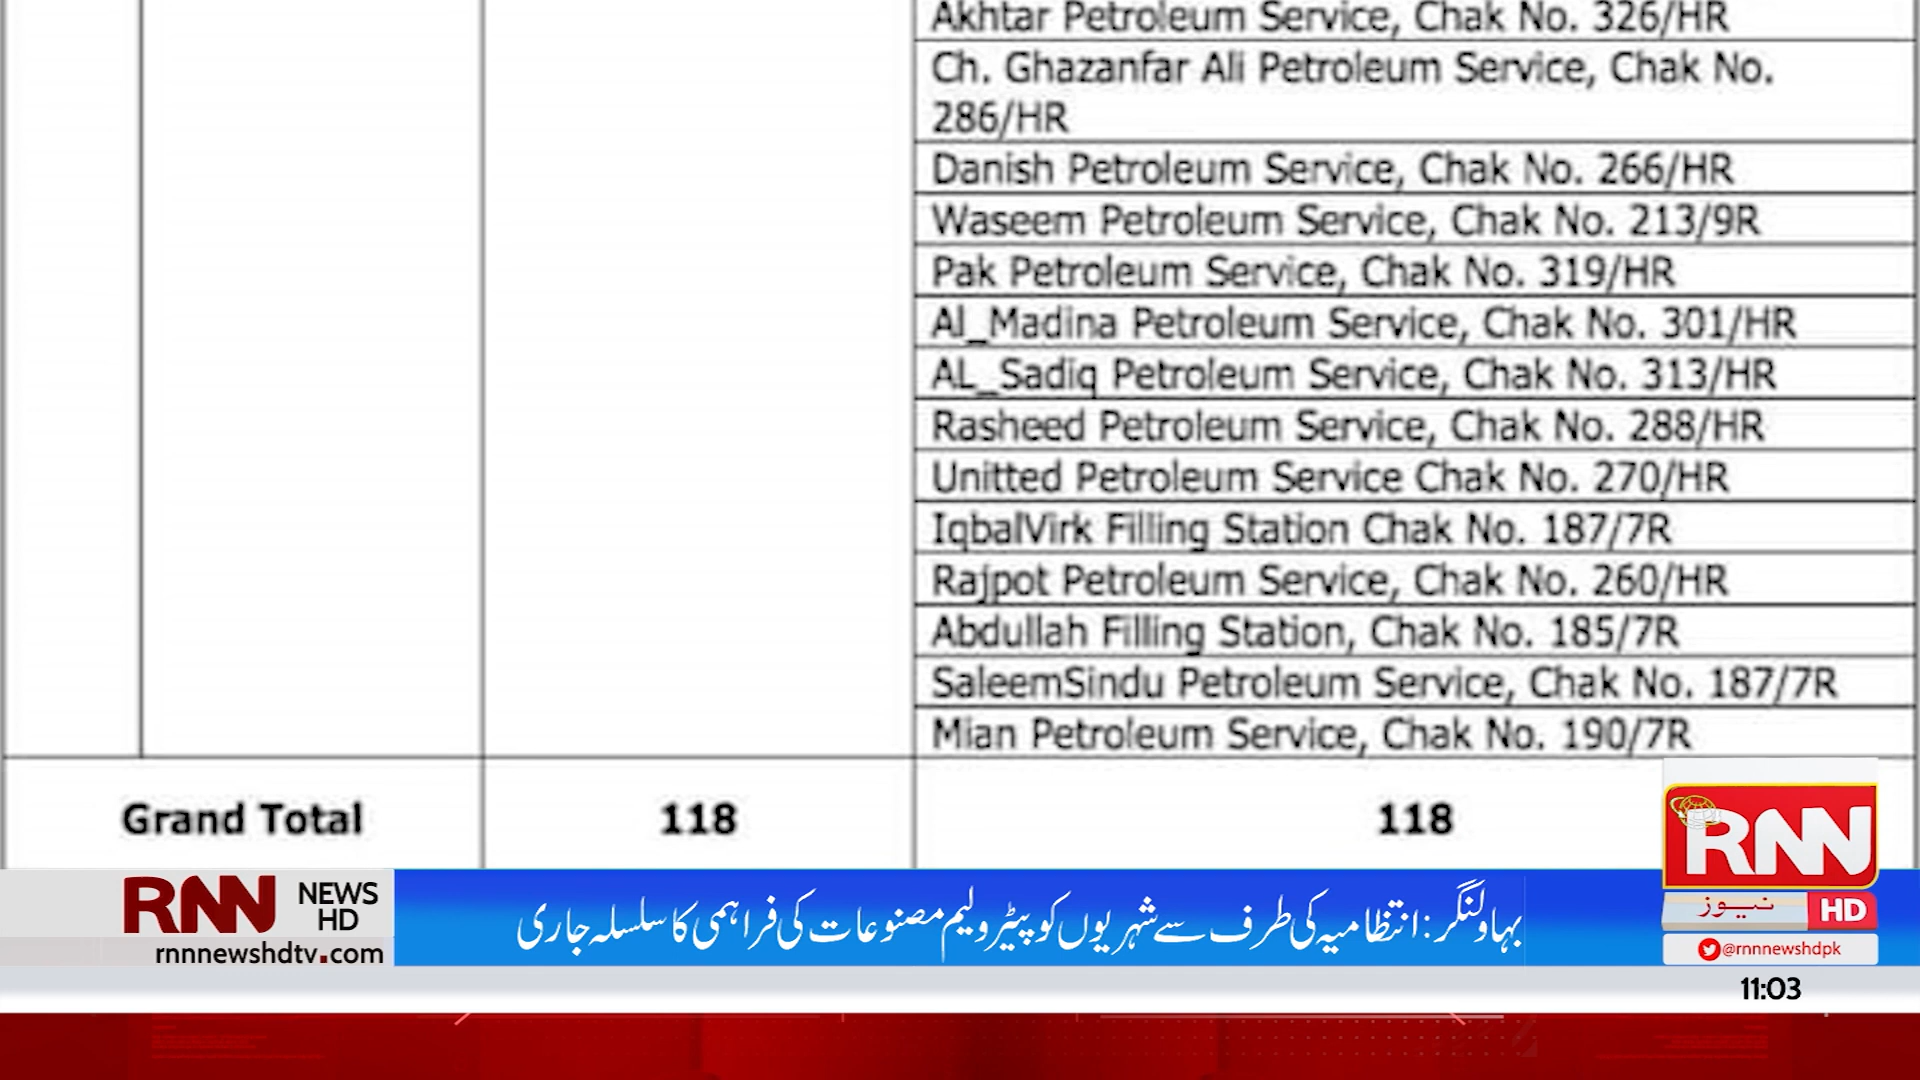 Akhtar Petroleum Service, Chak No. 326/HR
Ch. Ghazanfar Ali Petroleum Service, Chak No.
286/HR
Danish Petroleum Service, Chak No. 266/HR
Waseem Petroleum Service, Chak No. 213/9R
Pak Petroleum Service, Chak No. 319/HR
Al_Madina Petroleum Service, Chak No. 301/HR
AL_Sadiq Petroleum Service, Chak No. 313/HR
Rasheed Petroleum Service, Chak No. 288/HR
Unitted Petroleum Service Chak No. 270/HR
IqbalVirk Filling Station Chak No. 187/7R
Rajpot Petroleum Service, Chak No. 260/HR
Abdullah Filling Station, Chak No. 185/7R
SaleemSindu Petroleum Service, Chak No. 187/7R
Mian Petroleum Service, Chak No. 190/7R
Grand Total 118 118
RNN NEWS HD
rnnnewshdtv.com
بہاولنگر: انتظامیہ کی طرف سے شہریوں کو پیٹرولیم مصنوعات کی فراہمی کا سلسلہ جاری
RNN
نیوز HD
@rnnnewshdpk
11:03